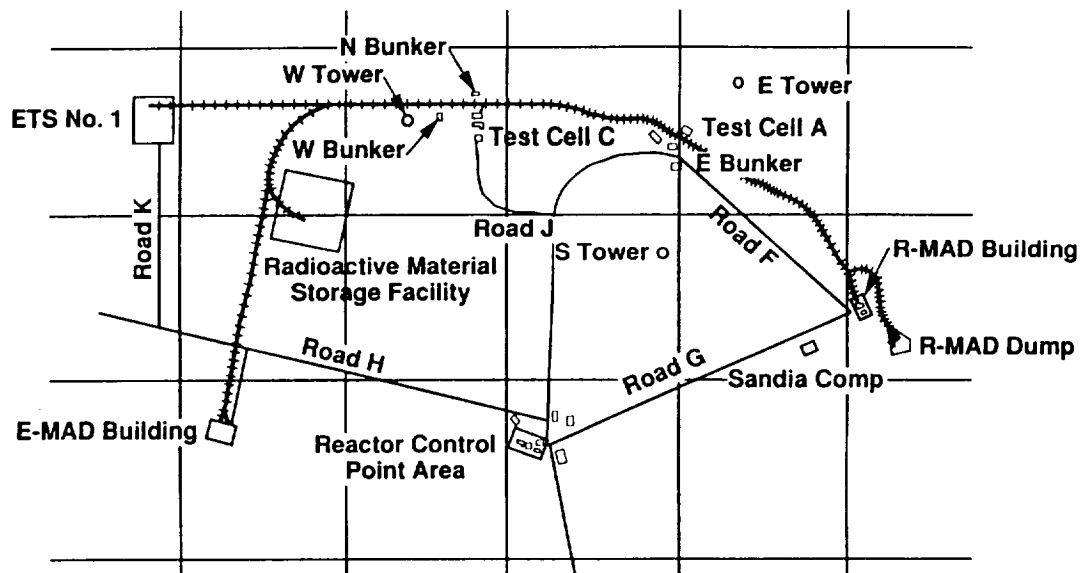 N Bunker
W Tower
E Tower
ETS No. 1
Test Cell C
Test Cell A
W Bunker
E Bunker
Road K
Road J
Road F
R-MAD Building
S Tower
Radioactive Material
Storage Facility
Road H
Road G
R-MAD Dump
Sandia Comp
E-MAD Building
Reactor Control
Point Area